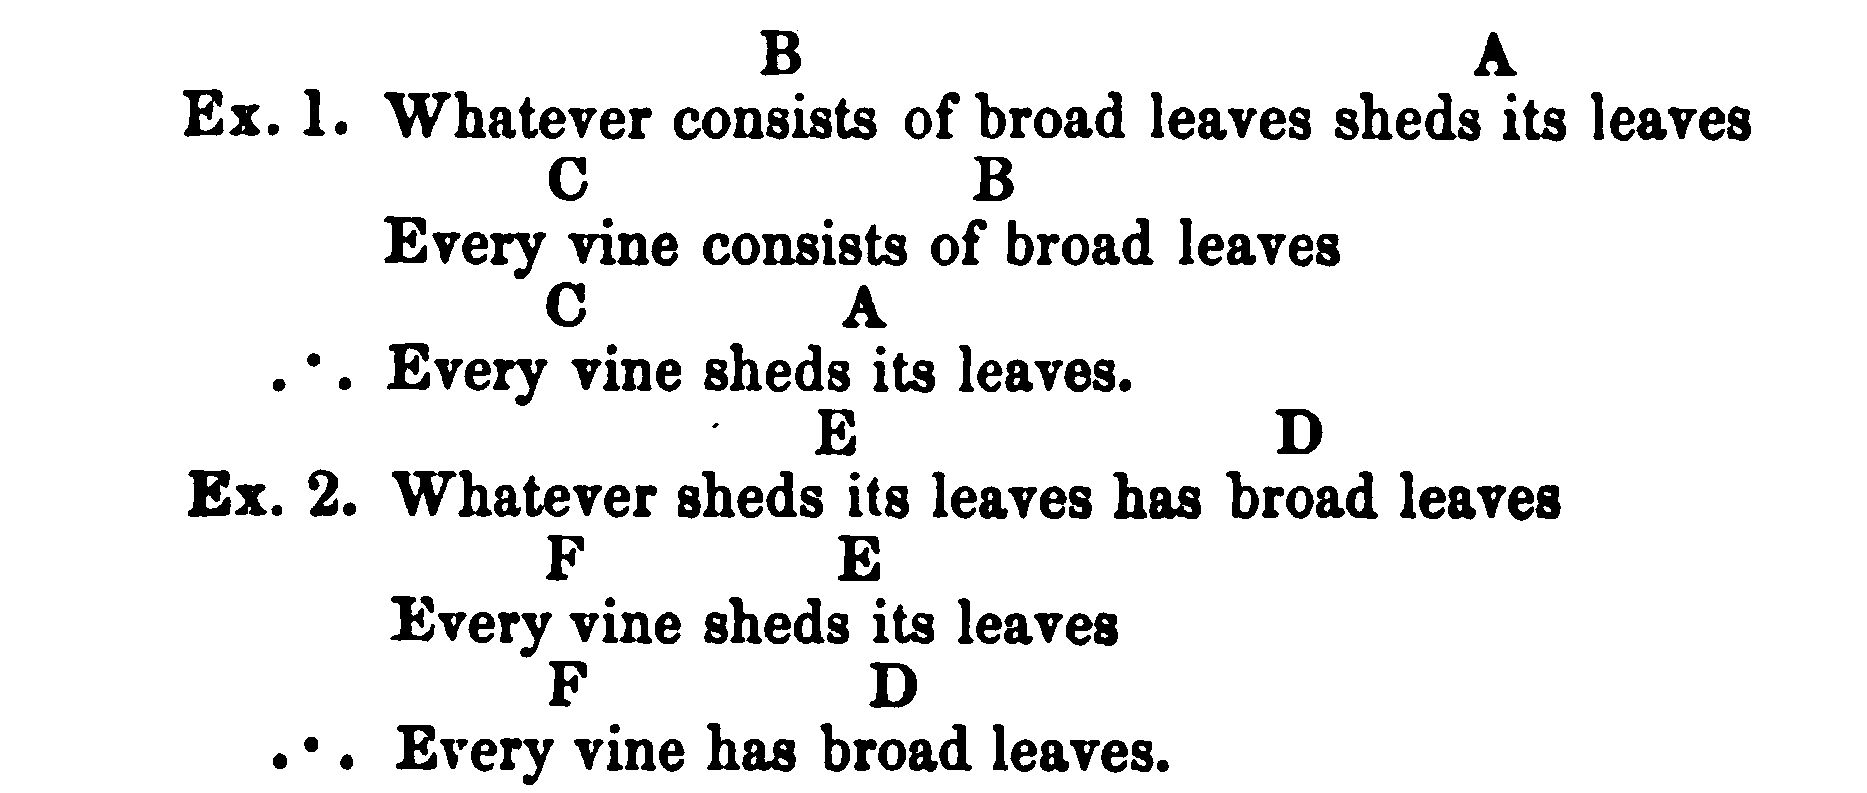 B A
Ex. 1. Whatever consists of broad leaves sheds its leaves
C B
Every vine consists of broad leaves
C A
.·. Every vine sheds its leaves.
E D
Ex. 2. Whatever sheds its leaves has broad leaves
F E
Every vine sheds its leaves
F D
.·. Every vine has broad leaves.